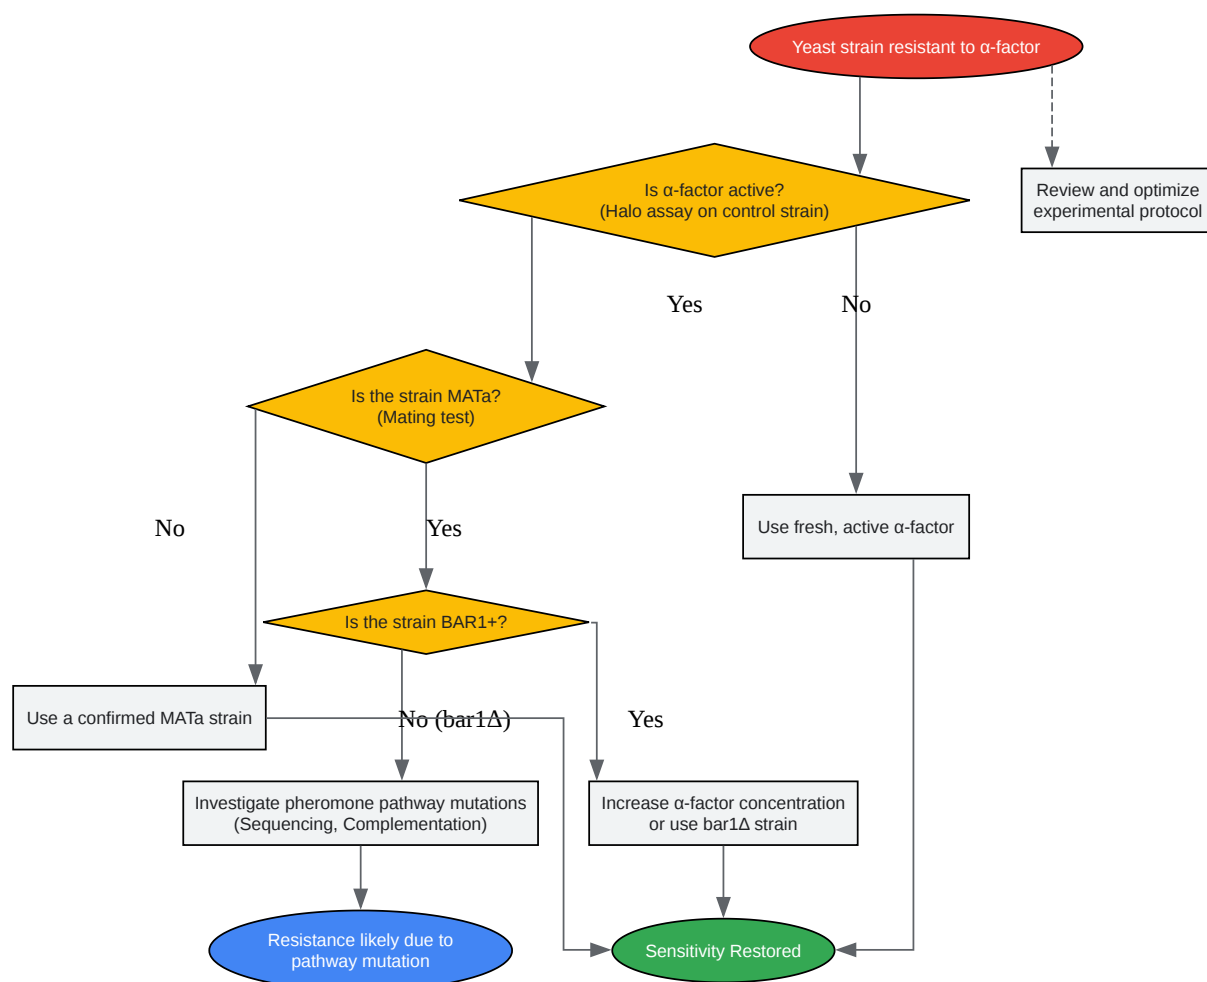 Yeast strain resistant to α-factor
Is α-factor active?
(Halo assay on control strain)
Review and optimize
experimental protocol
Yes
No
Is the strain MATa?
(Mating test)
No
Yes
Use fresh, active α-factor
Is the strain BAR1+?
Use a confirmed MATa strain
No (bar1Δ)
Yes
Investigate pheromone pathway mutations
(Sequencing, Complementation)
Increase α-factor concentration
or use bar1Δ strain
Resistance likely due to
pathway mutation
Sensitivity Restored